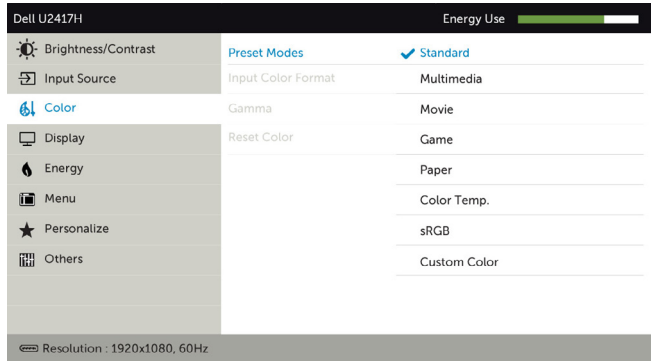 Dell U2417H
Energy Use
Brightness/Contrast
Input Source
Color
Display
Energy
Menu
Personalize
Others
Preset Modes
Input Color Format
Gamma
Reset Color
Standard
Multimedia
Movie
Game
Paper
Color Temp.
sRGB
Custom Color
Resolution : 1920x1080, 60Hz